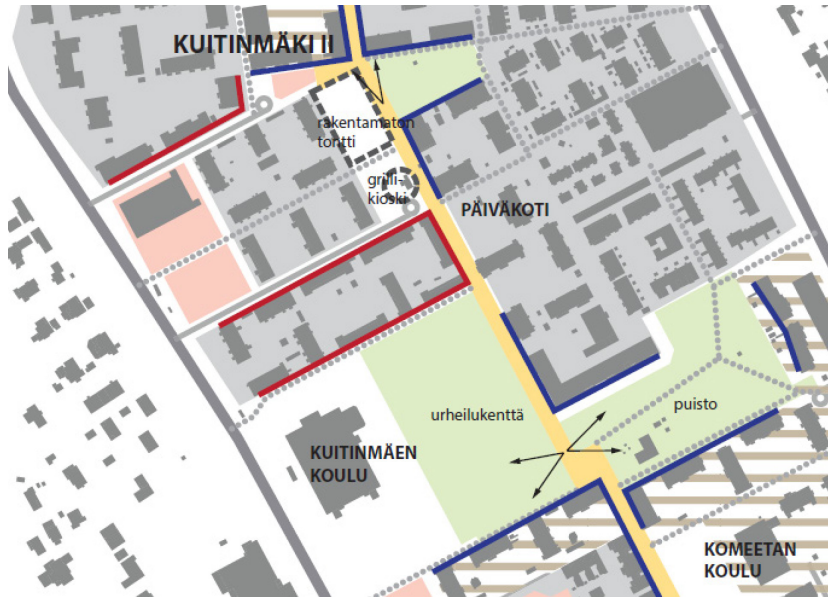 KUITINMÄKI II
rakentamaton
tontti
grilli-
kioski
PÄIVÄKOTI
urheilukenttä
puisto
KUITINMÄEN
KOULU
KOMEETAN
KOULU